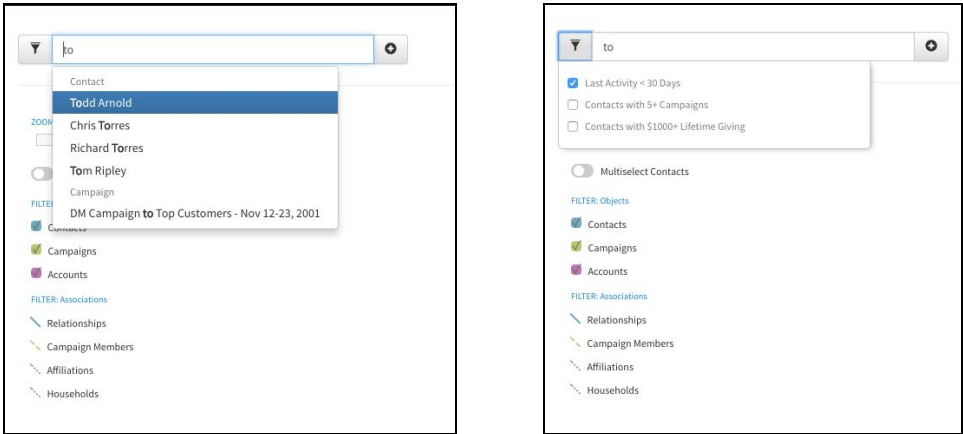 to
Contact
Todd Arnold
Chris Torres
Richard Torres
Tom Ripley
Campaign
DM Campaign to Top Customers - Nov 12-23, 2001
ZOOM
FILTER
Contacts
Campaigns
Accounts
FILTER: Associations
Relationships
Campaign Members
Affiliations
Households
to
Last Activity < 30 Days
Contacts with 5+ Campaigns
Contacts with $1000+ Lifetime Giving
Multiselect Contacts
FILTER: Objects
Contacts
Campaigns
Accounts
FILTER: Associations
Relationships
Campaign Members
Affiliations
Households